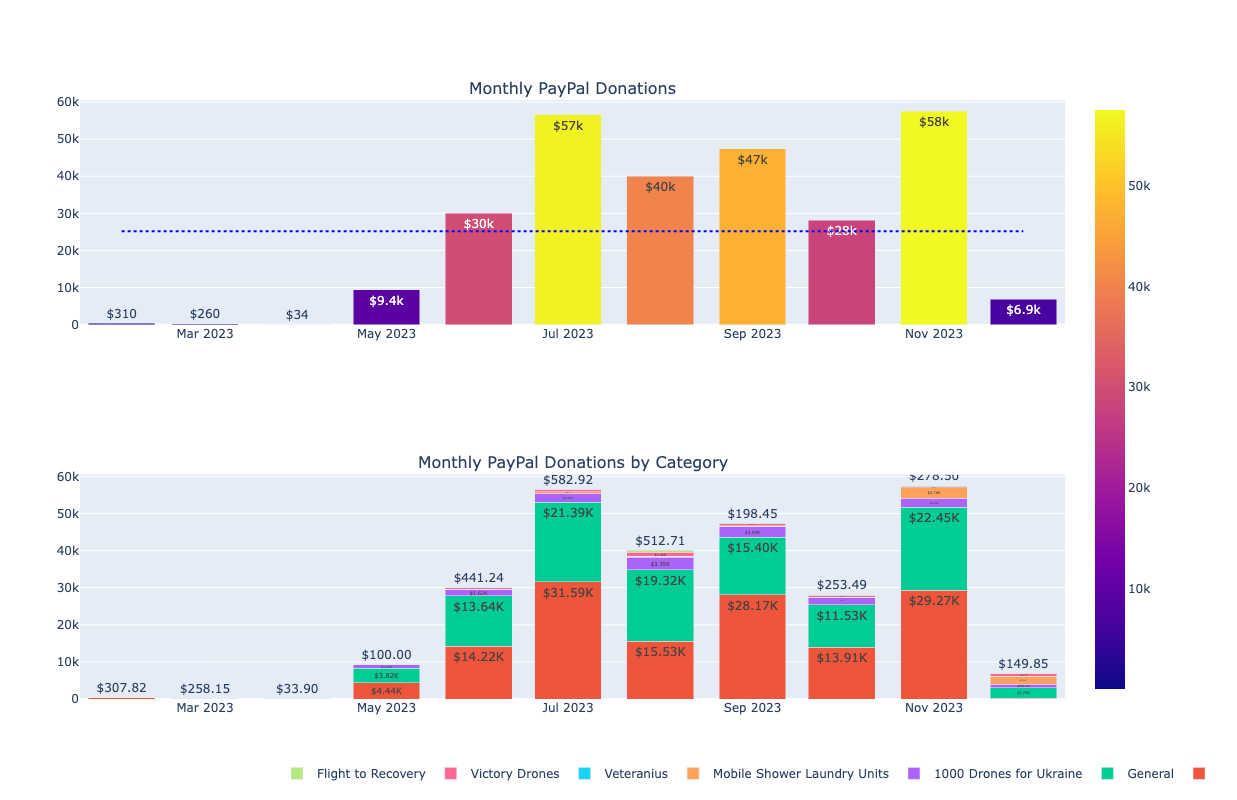 Monthly PayPal Donations
60k
50k
40k
30k
20k
10k
0
$310
$260
$34
$9.4k
$30k
$57k
$40k
$47k
$28k
$58k
$6.9k
Mar 2023
May 2023
Jul 2023
Sep 2023
Nov 2023
50k
40k
30k
20k
10k
Monthly PayPal Donations by Category
60k
50k
40k
30k
20k
10k
0
$307.82
$258.15
$33.90
$100.00
$3.82K
$4.44K
$441.24
$1.62K
$13.64K
$14.22K
$582.92
$21.39K
$31.59K
$512.71
$3.35K
$19.32K
$15.53K
$198.45
$15.40K
$28.17K
$253.49
$11.53K
$13.91K
$278.50
$22.45K
$29.27K
$149.85
Mar 2023
May 2023
Jul 2023
Sep 2023
Nov 2023
Flight to Recovery
Victory Drones
Veteranius
Mobile Shower Laundry Units
1000 Drones for Ukraine
General